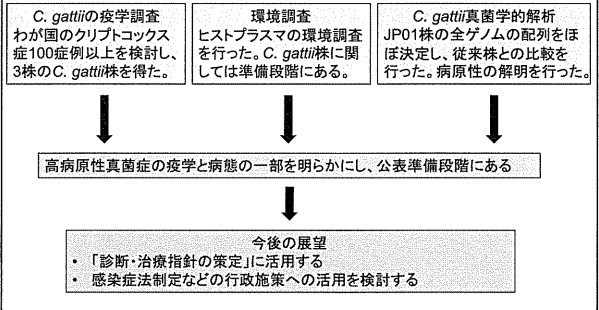 C. gattiiの疫学調査
わが国のクリプトコックス
症100症例以上を検討し、
3株のC. gattii株を得た。
環境調査
ヒストプラスマの環境調査
を行った。C. gattii株に関
しては準備段階にある。
C. gattii真菌学的解析
JP01株の全ゲノムの配列をほ
ぼ決定し、従来株との比較を
行った。病原性の解明を行った。
高病原性真菌症の疫学と病態の一部を明らかにし、公表準備段階にある
今後の展望
・ 「診断・治療指針の策定」に活用する
・ 感染症法制定などの行政施策への活用を検討する